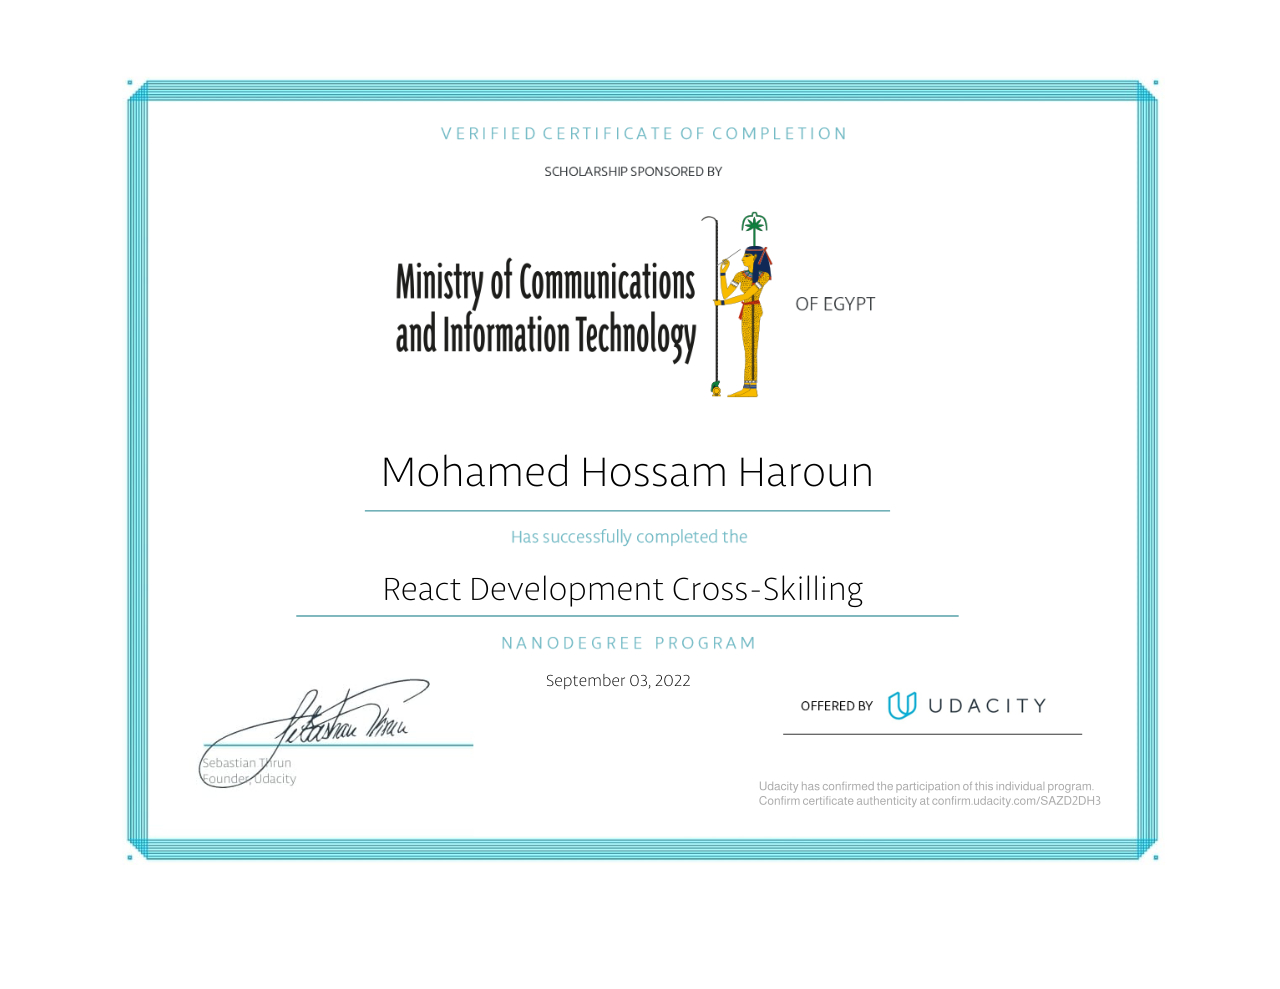 VERIFIED CERTIFICATE OF COMPLETION
SCHOLARSHIP SPONSORED BY
Ministry of Communications
and Information Technology
OF EGYPT
Mohamed Hossam Haroun
Has successfully completed the
React Development Cross-Skilling
NANODEGREE PROGRAM
September 03, 2022
Sebastian Thrun
Sebastian Thrun
Founder, Udacity
OFFERED BY UDACITY
Udacity has confirmed the participation of this individual program.
Confirm certificate authenticity at confirm.udacity.com/SAZD2DH3